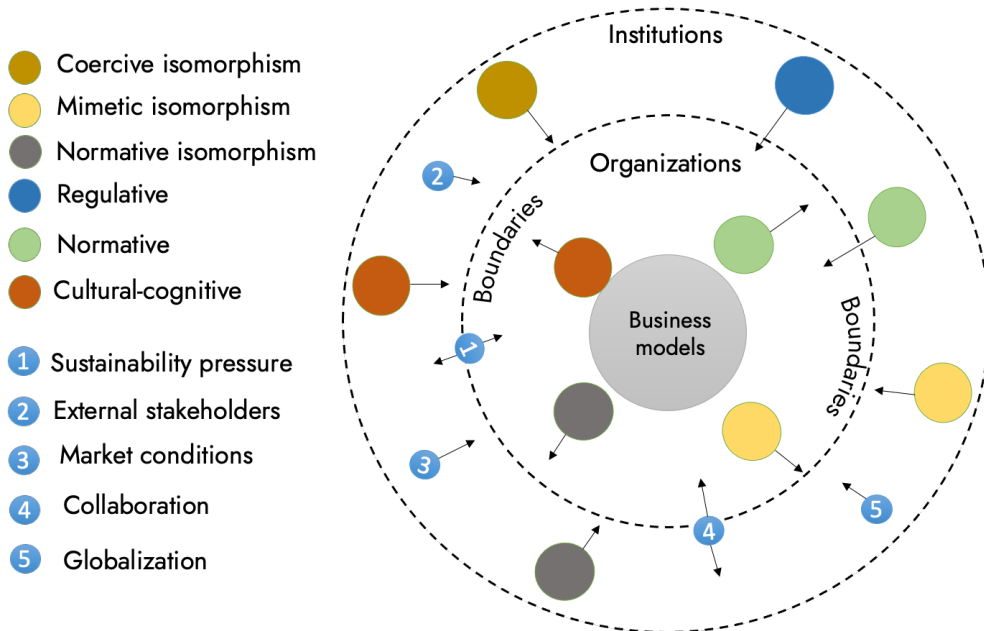 Coercive isomorphism
Mimetic isomorphism
Normative isomorphism
Regulative
Normative
Cultural-cognitive
1 Sustainability pressure
2 External stakeholders
3 Market conditions
4 Collaboration
5 Globalization
Institutions
Organizations
Boundaries
Business
models
Boundaries
2
1
3
4
5